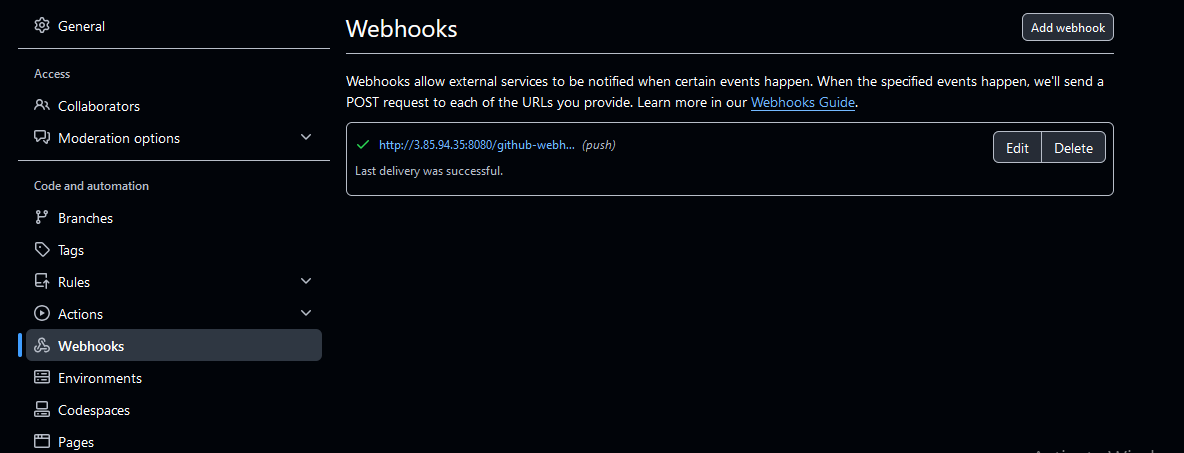 General
Access
Collaborators
Moderation options
Code and automation
Branches
Tags
Rules
Actions
Webhooks
Environments
Codespaces
Pages
Webhooks
Add webhook
Webhooks allow external services to be notified when certain events happen. When the specified events happen, we'll send a
POST request to each of the URLs you provide. Learn more in our Webhooks Guide.
http://3.85.94.35:8080/github-webh... (push)
Edit
Delete
Last delivery was successful.